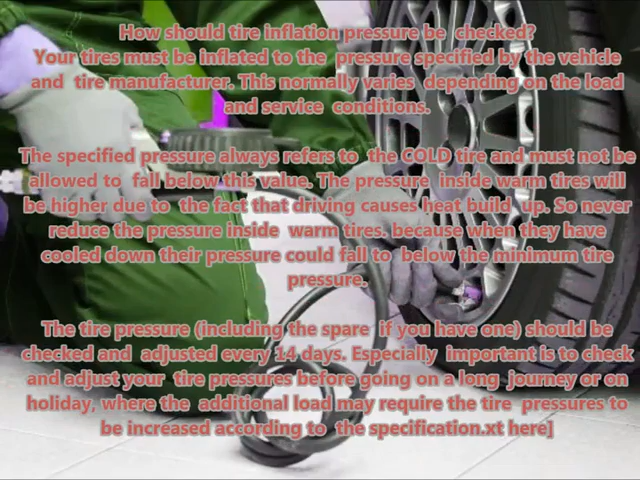 How should tire inflation pressure be checked?
Your tires must be inflated to the pressure specified by the vehicle
and tire manufacturer. This normally varies depending on the load
and service conditions.
The specified pressure always refers to the COLD tire and must not be
allowed to fall below this value. The pressure inside warm tires will
be higher due to the fact that driving causes heat build up. So never
reduce the pressure inside warm tires. because when they have
cooled down their pressure could fall to below the minimum tire
pressure.
The tire pressure (including the spare if you have one) should be
checked and adjusted every 14 days. Especially important is to check
and adjust your tire pressures before going on a long journey or on
holiday, where the additional load may require the tire pressures to
be increased according to the specification.xt here]